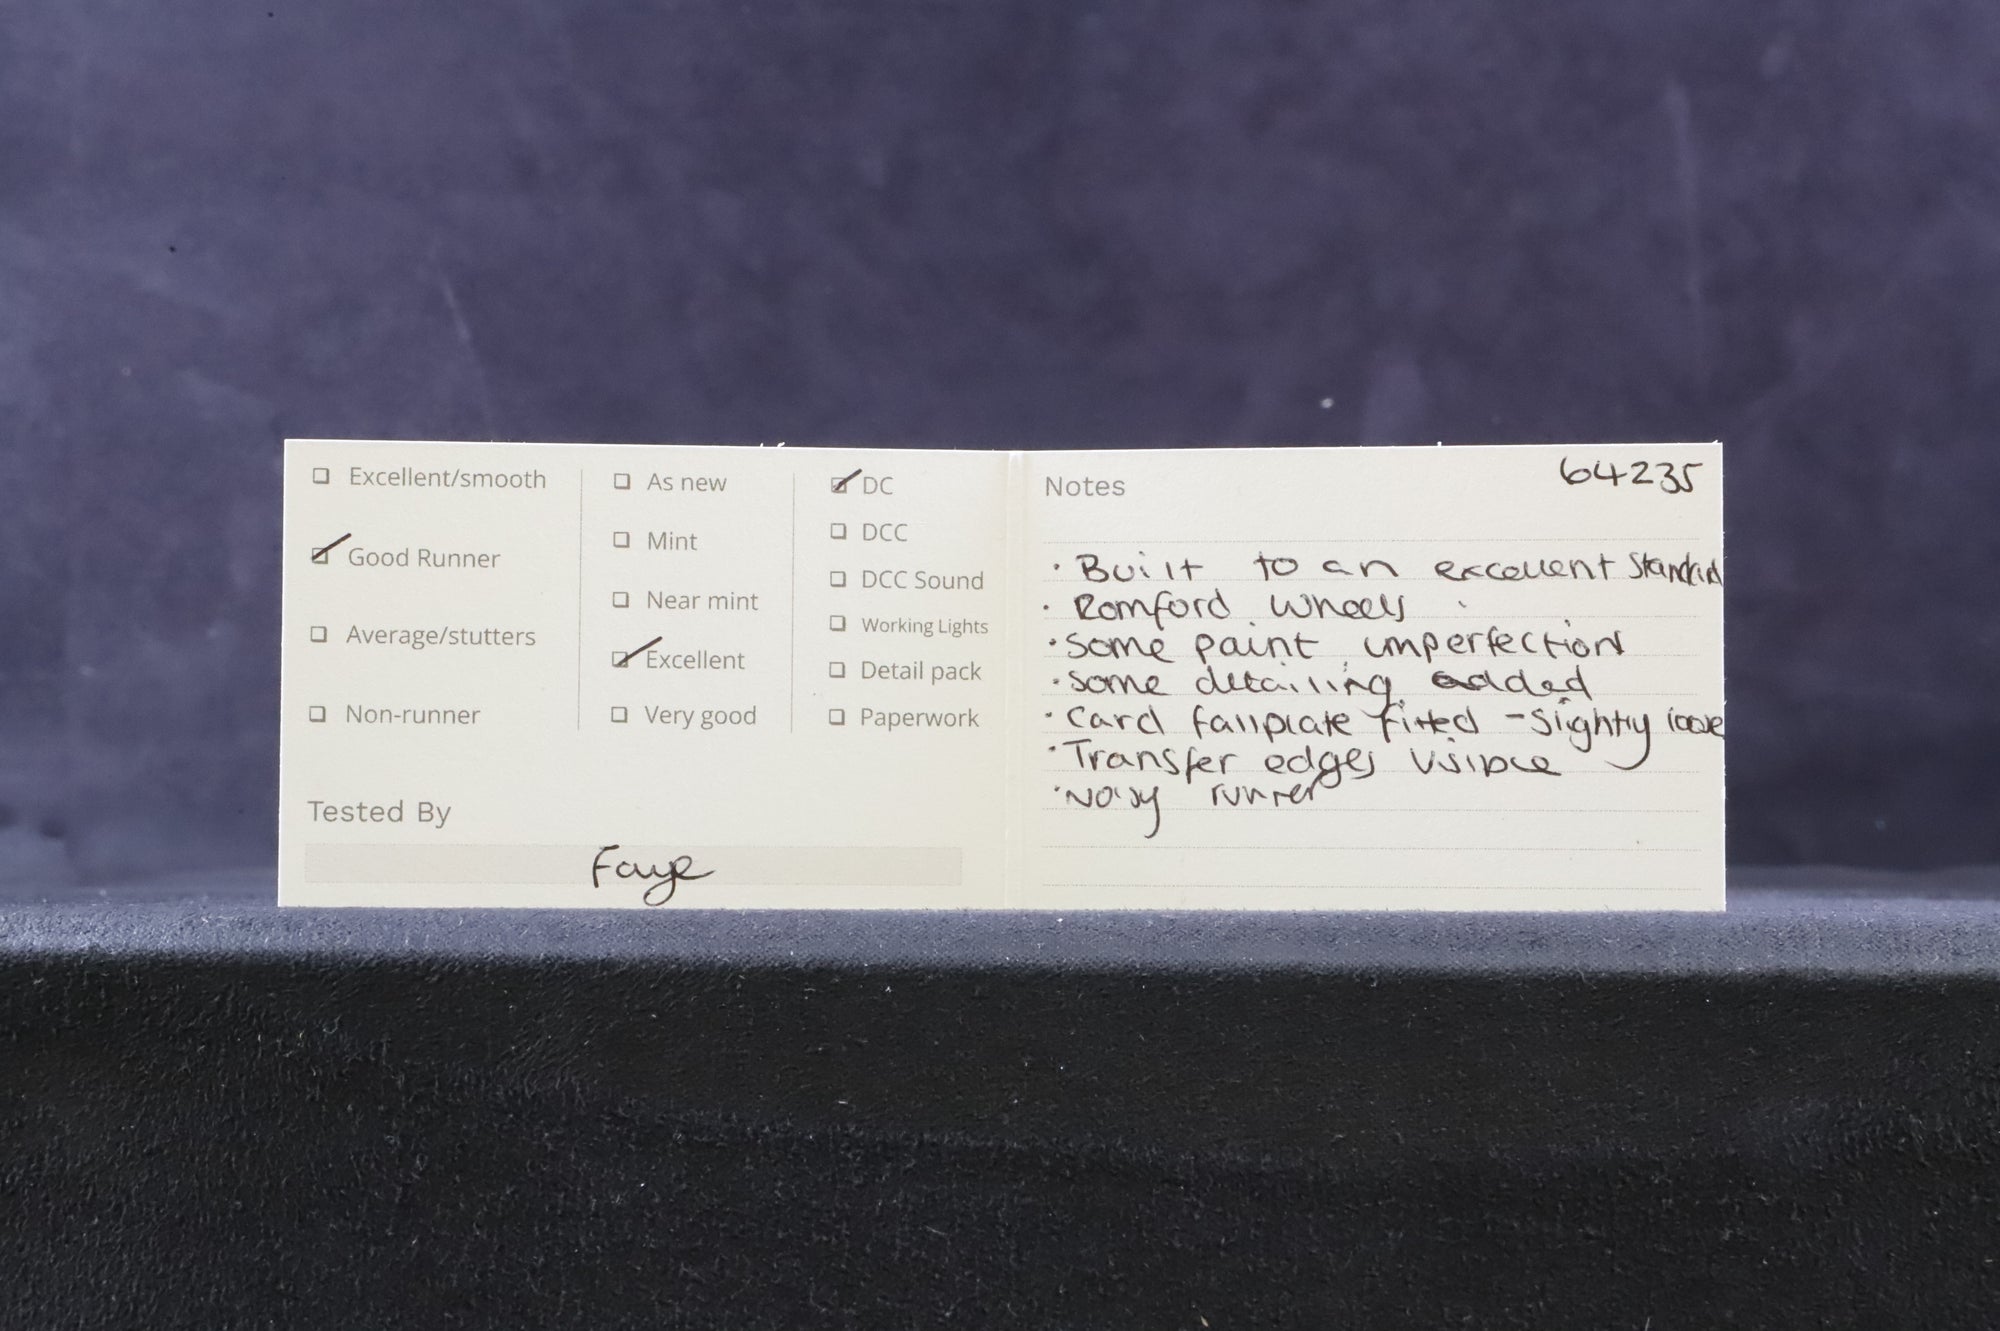 Excellent/smooth
Good Runner
Average/stutters
Non-runner
As new
Mint
Near mint
Excellent
Very good
DC
DCC
DCC Sound
Working Lights
Detail pack
Paperwork
Tested By
Faye
Notes
64235
· Built to an excellent standard
· Romford wheels
· Some paint imperfections
· Some detailing added
· Card fallplate fitted - slightly loose
· Transfer edges visible
· Noisy runner